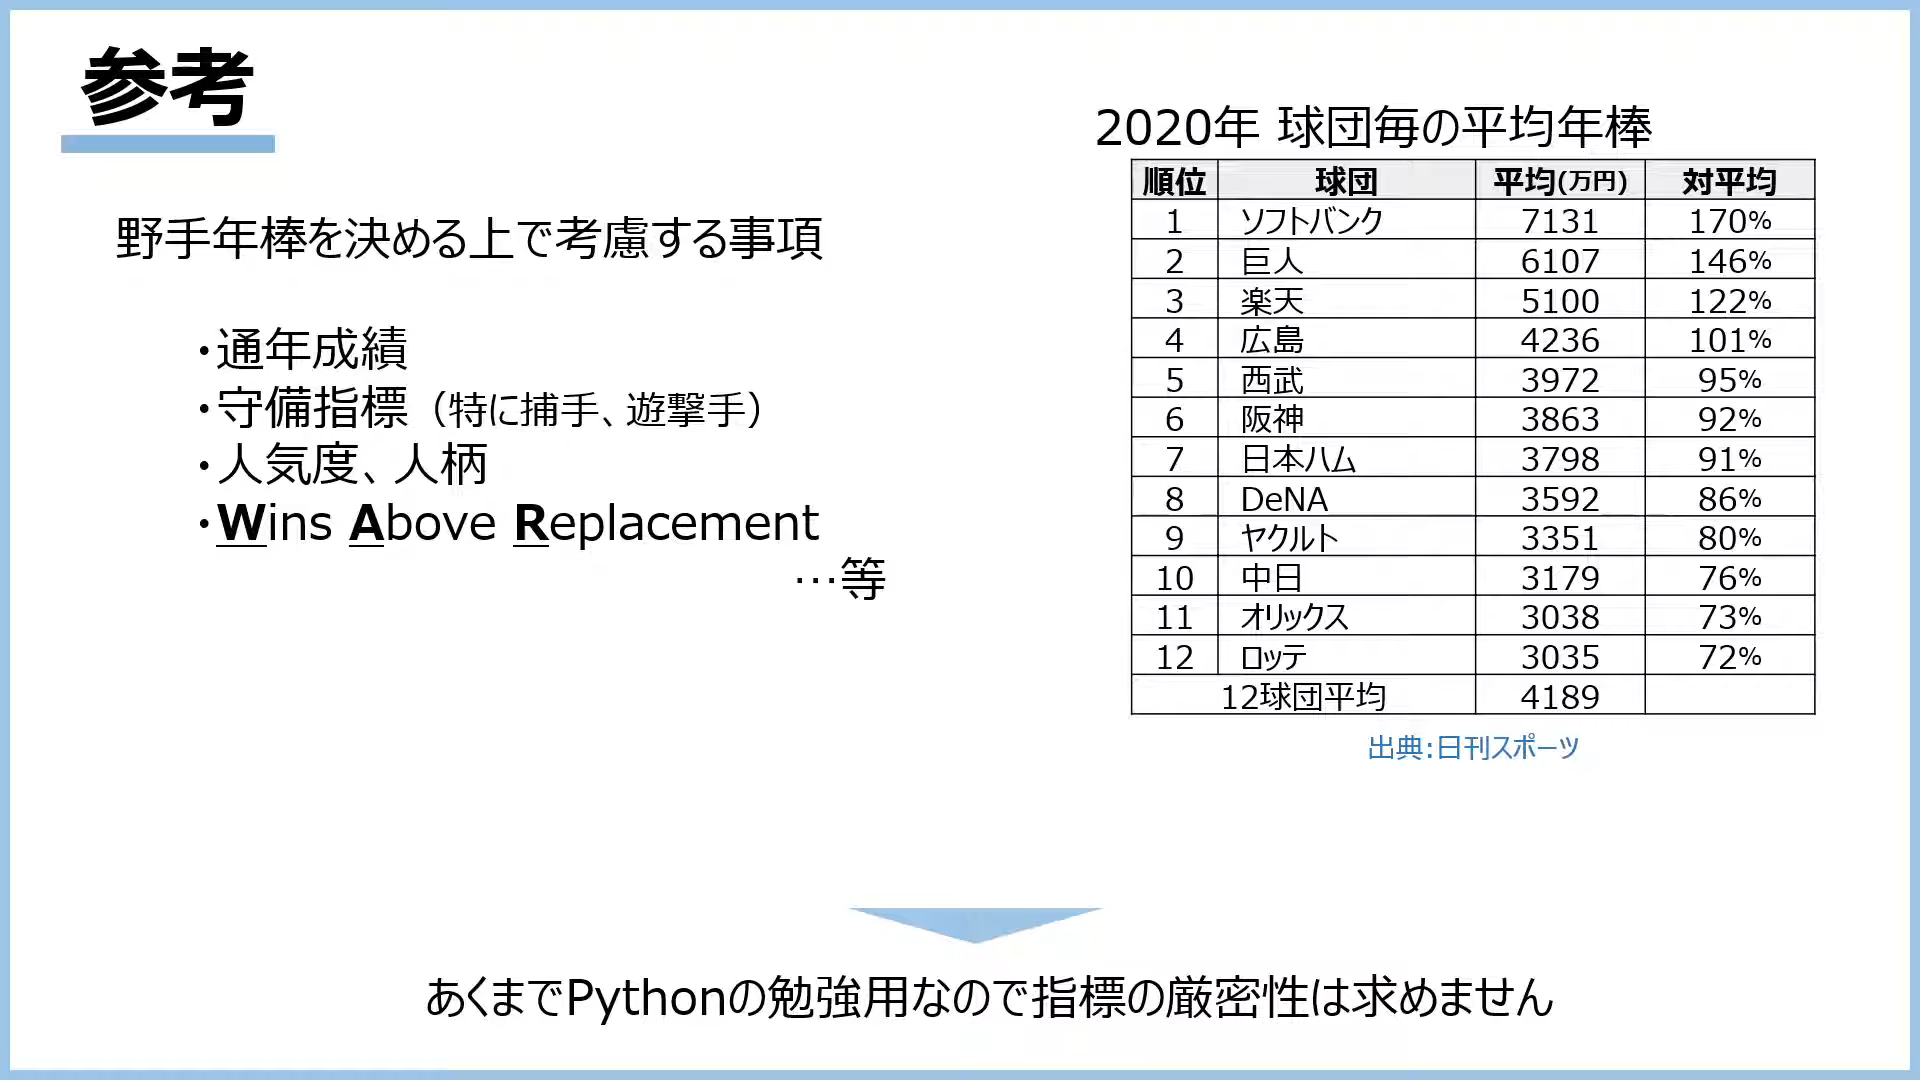 参考
野手年棒を決める上で考慮する事項
・通年成績
・守備指標（特に捕手、遊撃手）
・人気度、人柄
・Wins Above Replacement
…等
2020年 球団毎の平均年棒
順位 球団 平均(万円) 対平均
1 ソフトバンク 7131 170%
2 巨人 6107 146%
3 楽天 5100 122%
4 広島 4236 101%
5 西武 3972 95%
6 阪神 3863 92%
7 日本ハム 3798 91%
8 DeNA 3592 86%
9 ヤクルト 3351 80%
10 中日 3179 76%
11 オリックス 3038 73%
12 ロッテ 3035 72%
12球団平均 4189
出典:日刊スポーツ
あくまでPythonの勉強用なので指標の厳密性は求めません